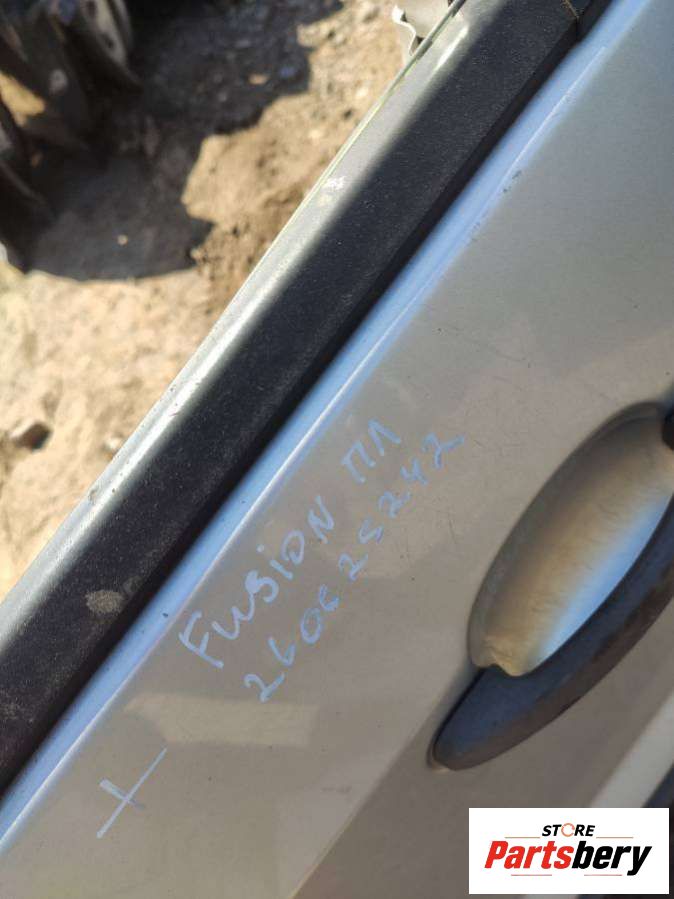 FusiON ПЛ
260625242
+
STORE
Partsbery